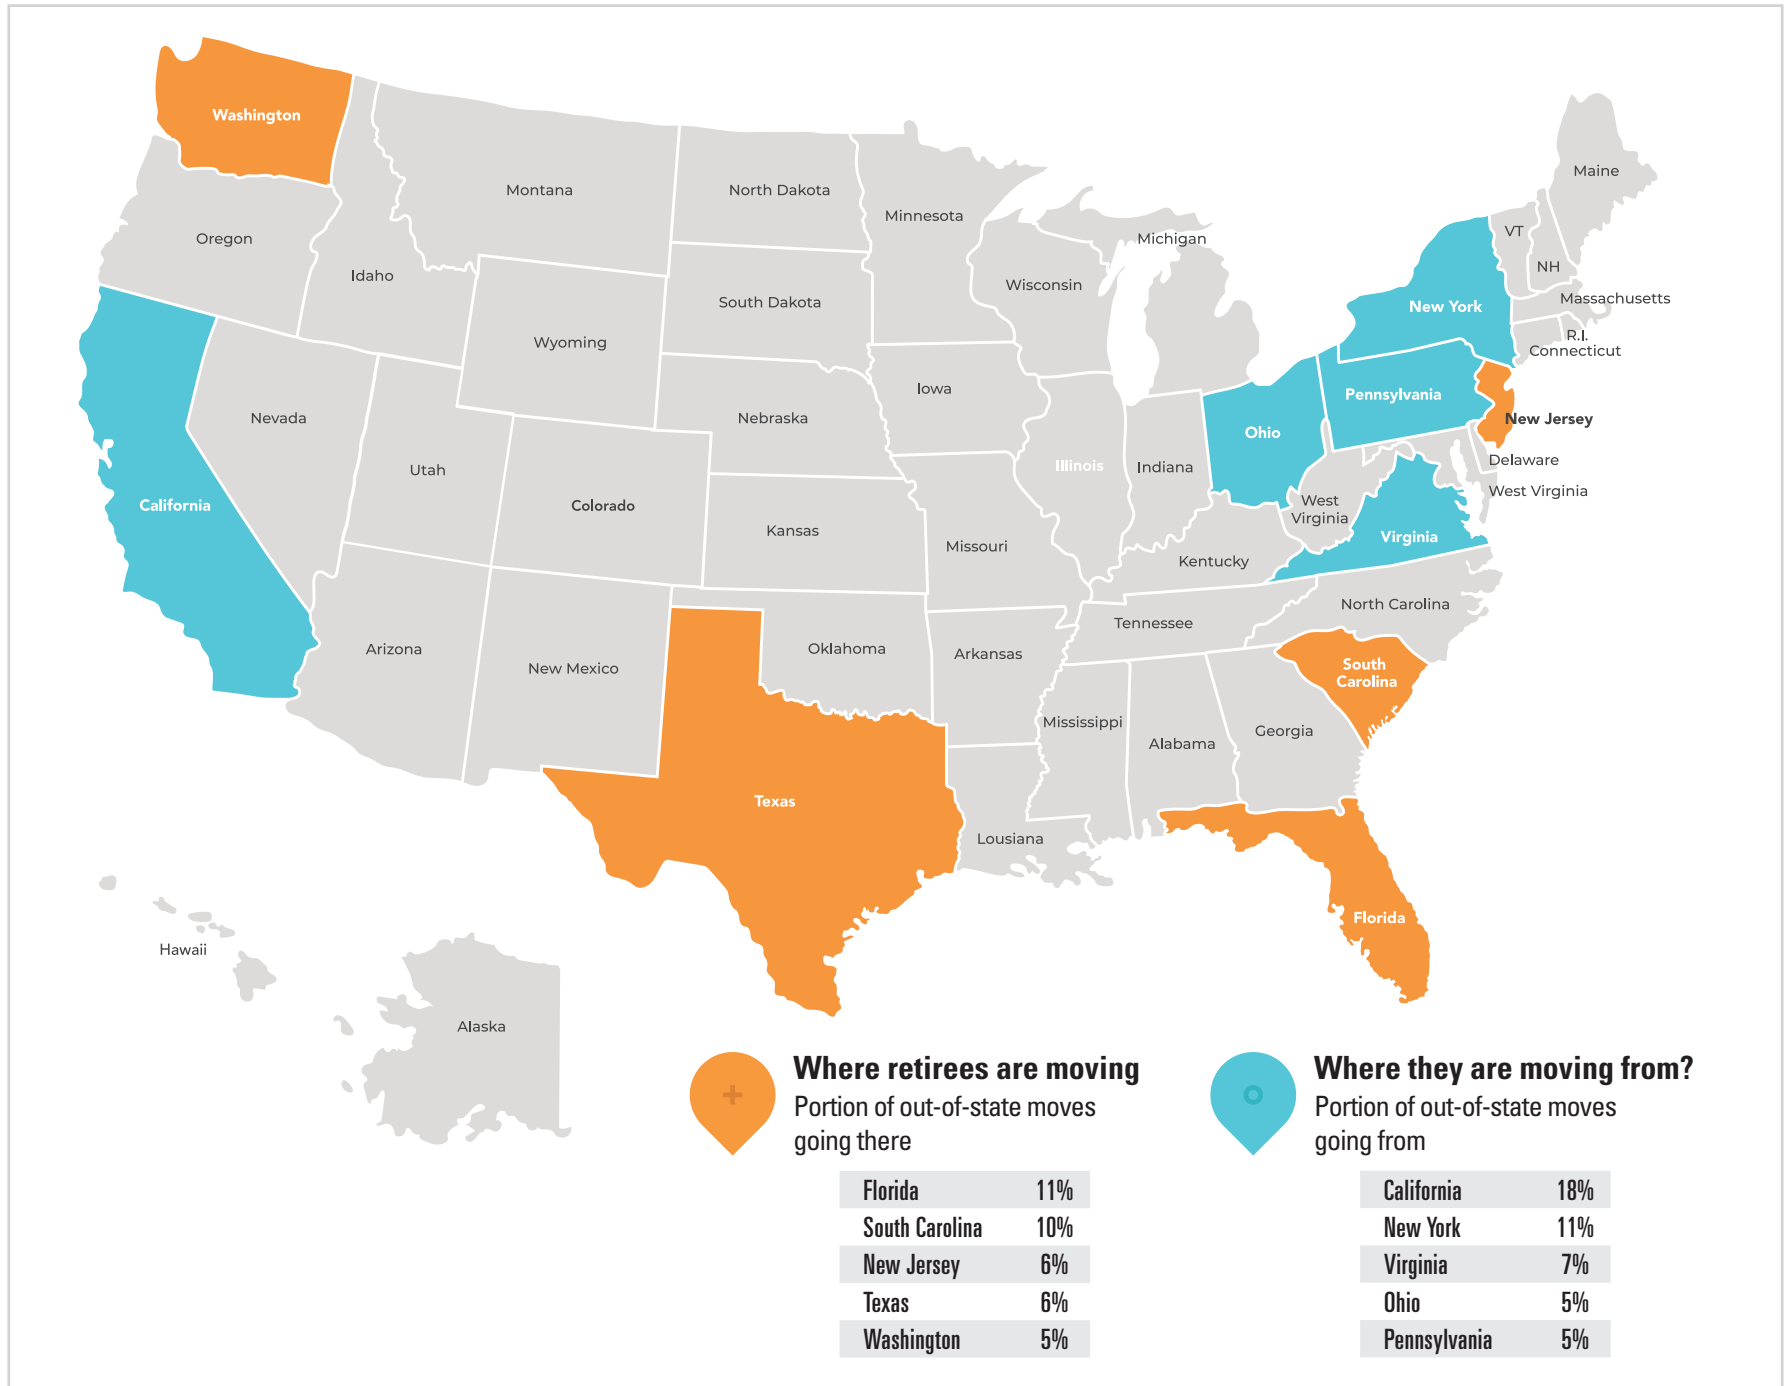 Washington
Montana
North Dakota
Minnesota
Maine
Oregon
Idaho
Michigan
VT
NH
South Dakota
Wisconsin
New York
Massachusetts
Wyoming
R.I.
Connecticut
Iowa
Pennsylvania
Nevada
Nebraska
Ohio
New Jersey
Utah
Illinois
Indiana
Delaware
California
Colorado
West
Virginia
West Virginia
Kansas
Missouri
Virginia
Kentucky
North Carolina
Arizona
Oklahoma
Tennessee
Arkansas
New Mexico
South
Carolina
Mississippi
Alabama
Georgia
Texas
Lousiana
Florida
Hawaii
Alaska
Where retirees are moving
Portion of out-of-state moves
going there
Florida 11%
South Carolina 10%
New Jersey 6%
Texas 6%
Washington 5%
Where they are moving from?
Portion of out-of-state moves
going from
California 18%
New York 11%
Virginia 7%
Ohio 5%
Pennsylvania 5%